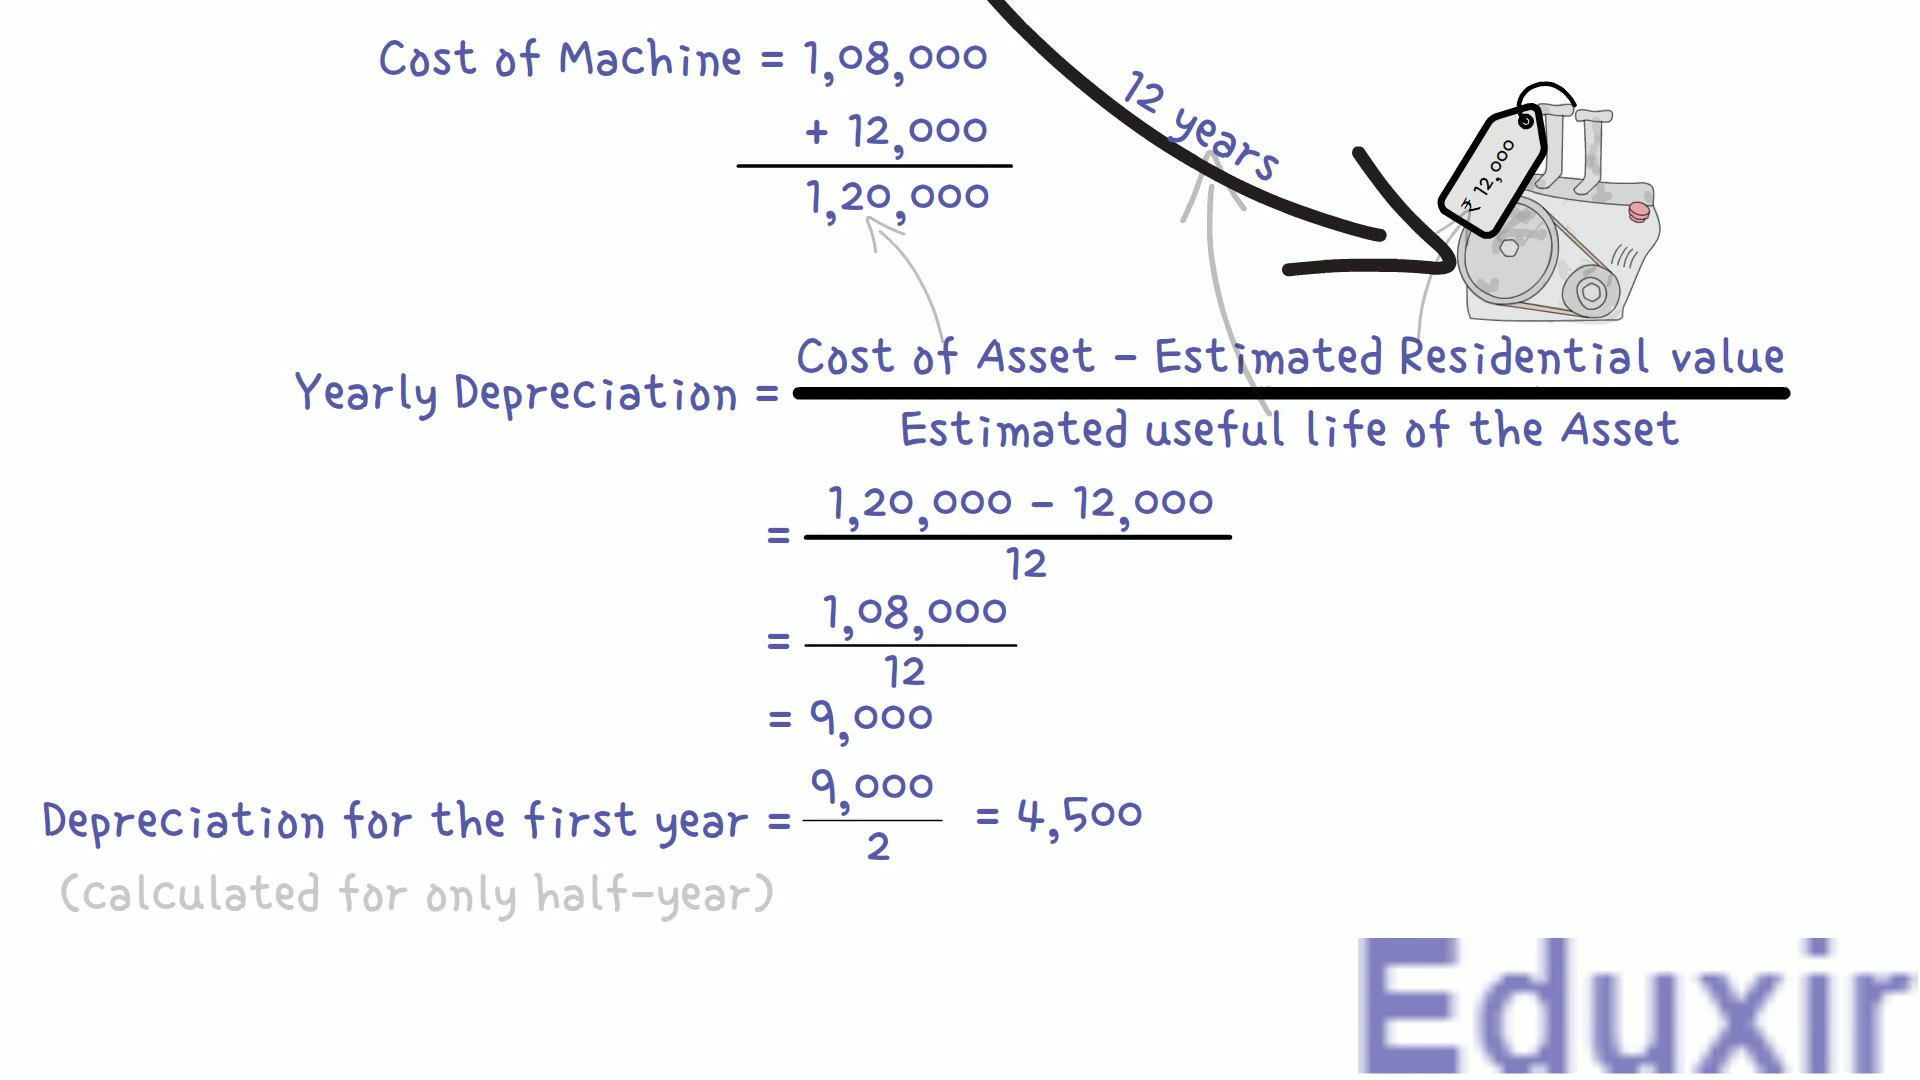 Cost of Machine = 1,08,000
+ 12,000
1,20,000
12 years
₹ 12,000
Yearly Depreciation = Cost of Asset - Estimated Residential value
Estimated useful life of the Asset
= 1,20,000 - 12,000
12
= 1,08,000
12
= 9,000
Depreciation for the first year = 9,000 = 4,500
2
(calculated for only half-year)
Eduxir